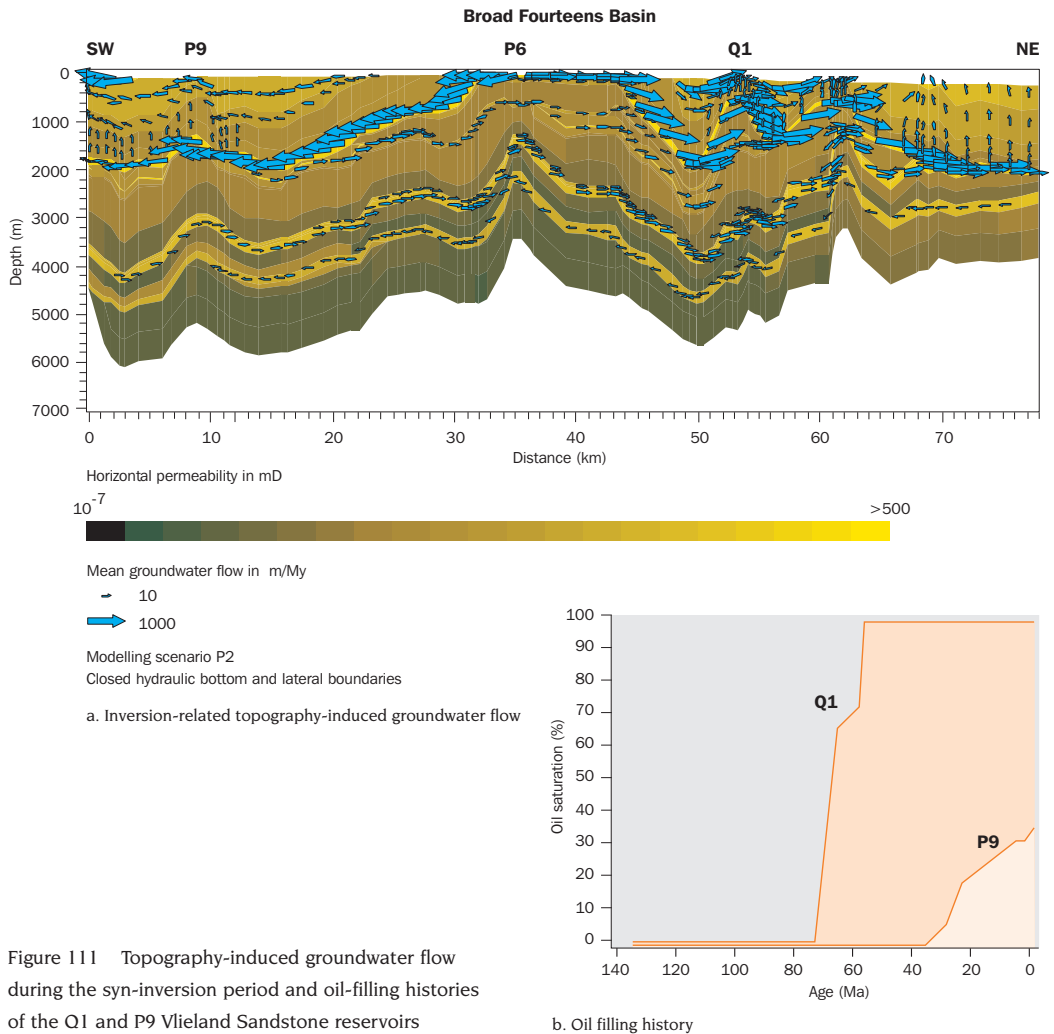 Broad Fourteens Basin
SW P9 P6 Q1 NE
0
1000
2000
3000
4000
5000
6000
7000
Depth (m)
0 10 20 30 40 50 60 70
Distance (km)
Horizontal permeability in mD
10-7 >500
Mean groundwater flow in m/My
10
1000
Modelling scenario P2
Closed hydraulic bottom and lateral boundaries
a. Inversion-related topography-induced groundwater flow
100
90
80
70
60
50
40
30
20
10
0
Oil saturation (%)
Q1
P9
140 120 100 80 60 40 20 0
Age (Ma)
b. Oil filling history
Figure 111 Topography-induced groundwater flow
during the syn-inversion period and oil-filling histories
of the Q1 and P9 Vlieland Sandstone reservoirs